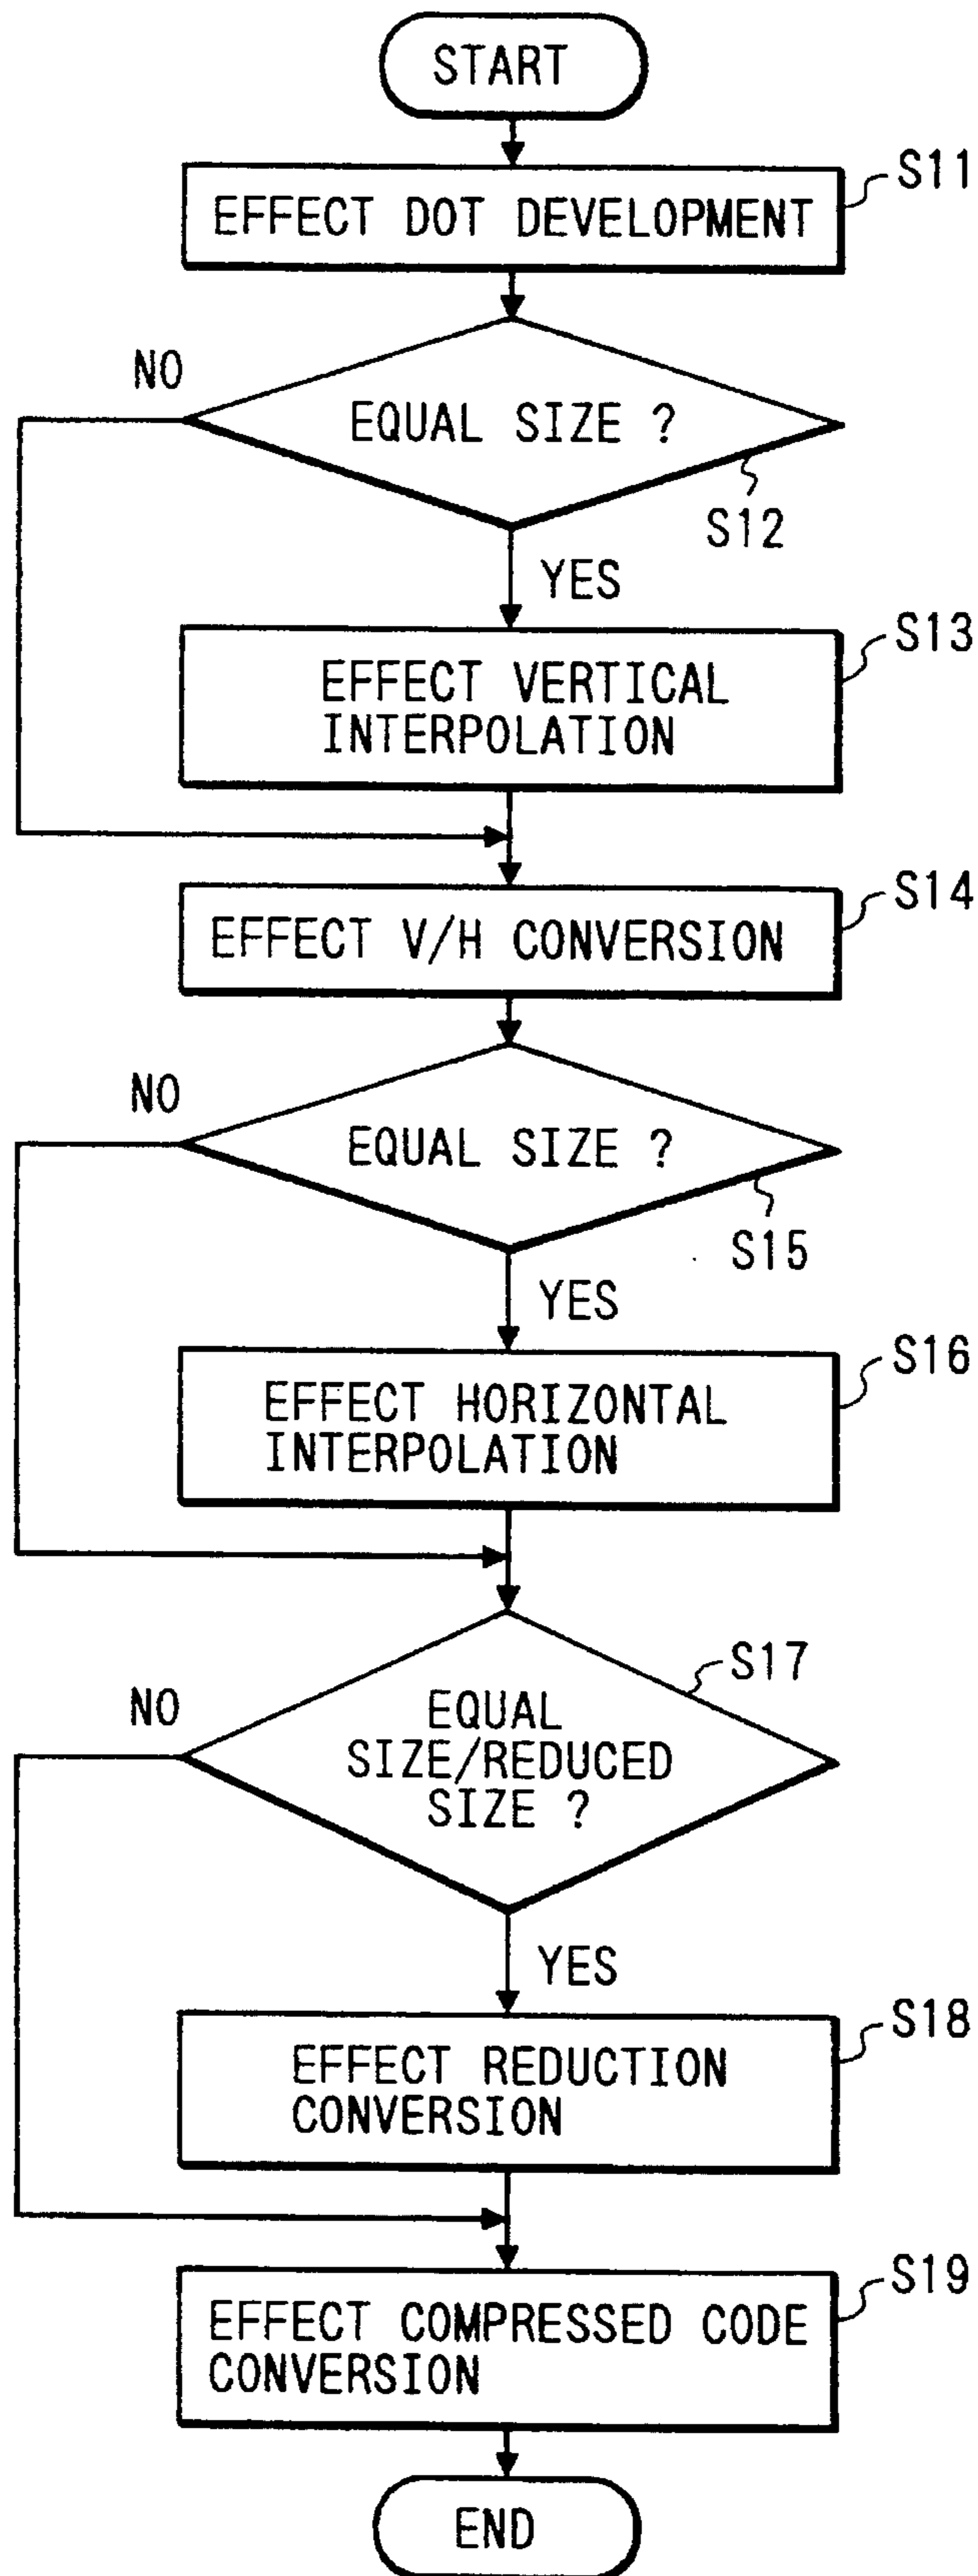 START
S11
EFFECT DOT DEVELOPMENT
NO
EQUAL SIZE ?
S12
YES
S13
EFFECT VERTICAL
INTERPOLATION
S14
EFFECT V/H CONVERSION
NO
EQUAL SIZE ?
S15
YES
S16
EFFECT HORIZONTAL
INTERPOLATION
S17
NO
EQUAL
SIZE/REDUCED
SIZE ?
YES
S18
EFFECT REDUCTION
CONVERSION
S19
EFFECT COMPRESSED CODE
CONVERSION
END